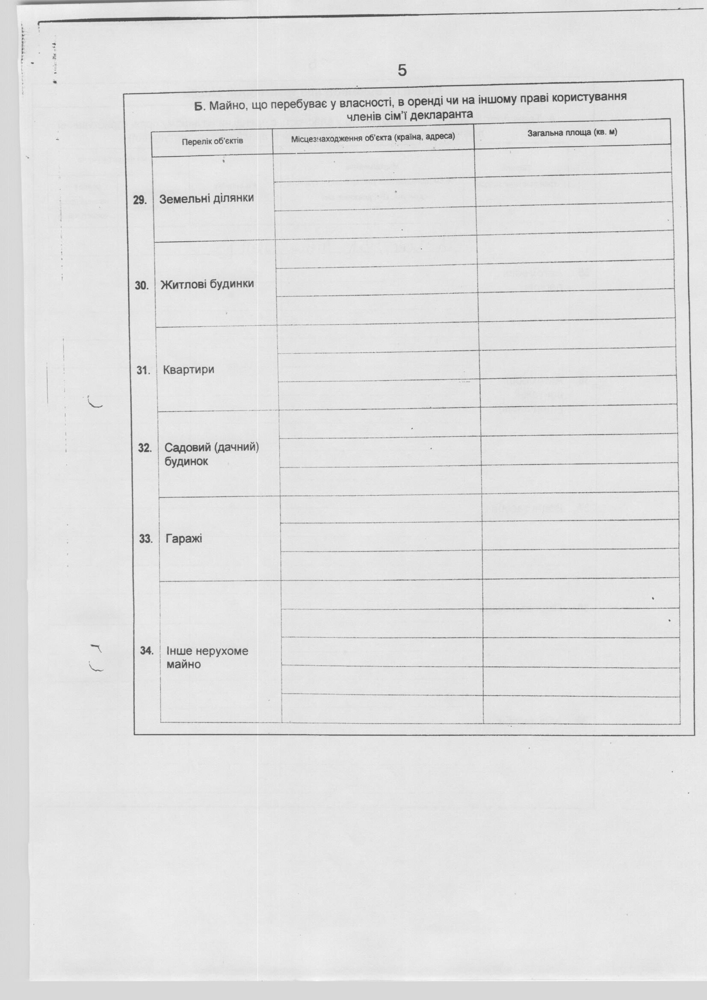 5
Б. Майно, що перебуває у власності, в оренді чи на іншому праві користування
членів сім'ї декларанта
Перелік об'єктів Місцезнаходження об'єкта (країна, адреса) Загальна площа (кв. м)
29. Земельні ділянки
30. Житлові будинки
31. Квартири
32. Садовий (дачний)
будинок
33. Гаражі
34. Інше нерухоме
майно